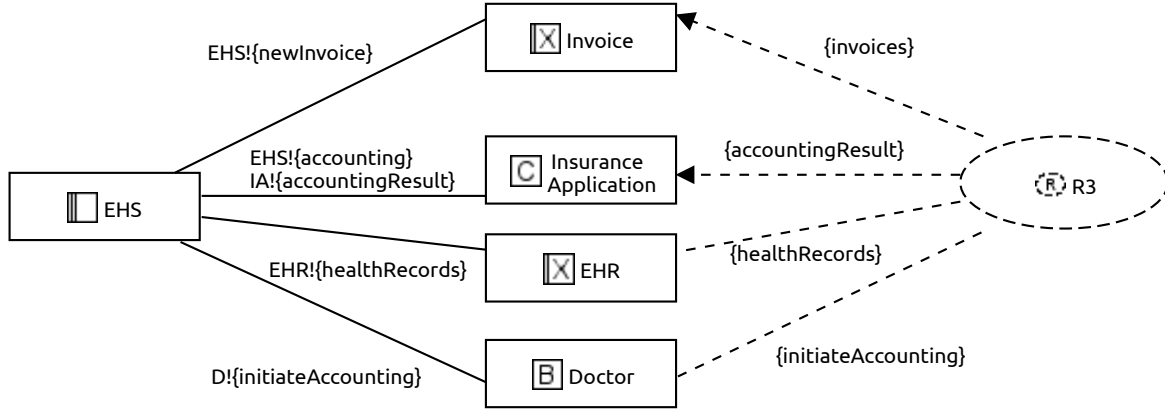 EHS!{newInvoice}
X Invoice
{invoices}
EHS!{accounting}
IA!{accountingResult}
C Insurance
Application
{accountingResult}
EHS
R R3
EHR!{healthRecords}
X EHR
{healthRecords}
D!{initiateAccounting}
B Doctor
{initiateAccounting}